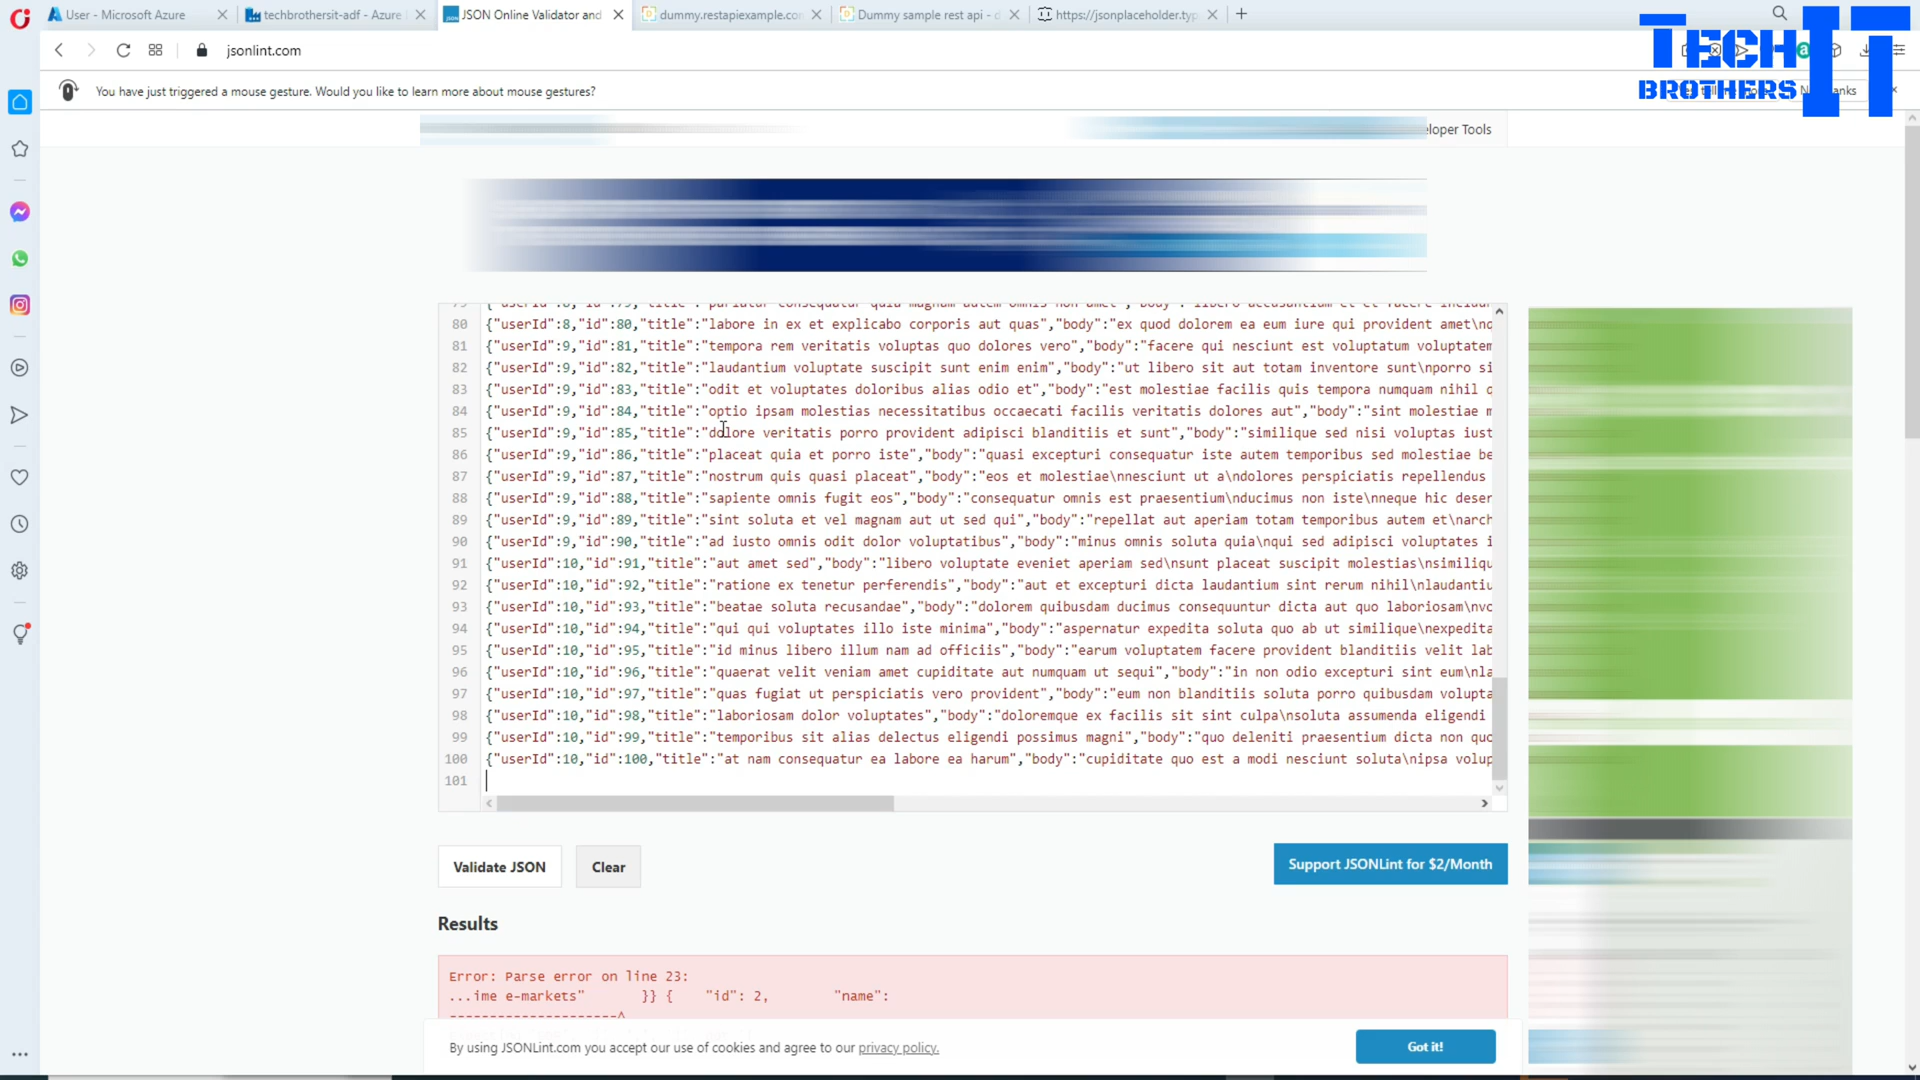 User - Microsoft Azure
techbrothersit-adf - Azure
JSON Online Validator and
dummy.restapiexample.co
Dummy sample rest api - d
https://jsonplaceholder.typ
TECH IT
BROTHERS
jsonlint.com
You have just triggered a mouse gesture. Would you like to learn more about mouse gestures?
eloper Tools
80 {"userId":8,"id":80,"title":"labore in ex et explicabo corporis aut quas","body":"ex quod dolorem ea eum iure qui provident amet\nd
81 {"userId":9,"id":81,"title":"tempora rem veritatis voluptas quo dolores vero","body":"facere qui nesciunt est voluptatum voluptatem
82 {"userId":9,"id":82,"title":"laudantium voluptate suscipit sunt enim enim","body":"ut libero sit aut totam inventore sunt\nporro si
83 {"userId":9,"id":83,"title":"odit et voluptates doloribus alias odio et","body":"est molestiae facilis quis tempora numquam nihil q
84 {"userId":9,"id":84,"title":"optio ipsam molestias necessitatibus occaecati facilis veritatis dolores aut","body":"sint molestiae m
85 {"userId":9,"id":85,"title":"dolore veritatis porro provident adipisci blanditiis et sunt","body":"similique sed nisi voluptas iust
86 {"userId":9,"id":86,"title":"placeat quia et porro iste","body":"quasi excepturi consequatur iste autem temporibus sed molestiae be
87 {"userId":9,"id":87,"title":"nostrum quis quasi placeat","body":"eos et molestiae\nnesciunt ut a\ndolores perspiciatis repellendus
88 {"userId":9,"id":88,"title":"sapiente omnis fugit eos","body":"consequatur omnis est praesentium\nducimus non iste\nneque hic deser
89 {"userId":9,"id":89,"title":"sint soluta et vel magnam aut ut sed qui","body":"repellat aut aperiam totam temporibus autem et\narch
90 {"userId":9,"id":90,"title":"ad iusto omnis odit dolor voluptatibus","body":"minus omnis soluta quia\nqui sed adipisci voluptates i
91 {"userId":10,"id":91,"title":"aut amet sed","body":"libero voluptate eveniet aperiam sed\nsunt placeat suscipit molestias\nsimiliqu
92 {"userId":10,"id":92,"title":"ratione ex tenetur perferendis","body":"aut et excepturi dicta laudantium sint rerum nihil\nlaudantiu
93 {"userId":10,"id":93,"title":"beatae soluta recusandae","body":"dolorem quibusdam ducimus consequuntur dicta aut quo laboriosam\nvo
94 {"userId":10,"id":94,"title":"qui qui voluptates illo iste minima","body":"aspernatur expedita soluta quo ab ut similique\nexpedita
95 {"userId":10,"id":95,"title":"id minus libero illum nam ad officiis","body":"earum voluptatem facere provident blanditiis velit lab
96 {"userId":10,"id":96,"title":"quaerat velit veniam amet cupiditate aut numquam ut sequi","body":"in non odio excepturi sint eum\nla
97 {"userId":10,"id":97,"title":"quas fugiat ut perspiciatis vero provident","body":"eum non blanditiis soluta porro quibusdam volupta
98 {"userId":10,"id":98,"title":"laboriosam dolor voluptates","body":"doloremque ex facilis sit sint culpa\nsoluta assumenda eligendi
99 {"userId":10,"id":99,"title":"temporibus sit alias delectus eligendi possimus magni","body":"quo deleniti praesentium dicta non quo
100 {"userId":10,"id":100,"title":"at nam consequatur ea labore ea harum","body":"cupiditate quo est a modi nesciunt soluta\nipsa volup
101
Validate JSON
Clear
Support JSONLint for $2/Month
Results
Error: Parse error on line 23:
...ime e-markets" }} { "id": 2, "name":
---------------------^
By using JSONLint.com you accept our use of cookies and agree to our privacy policy.
Got it!